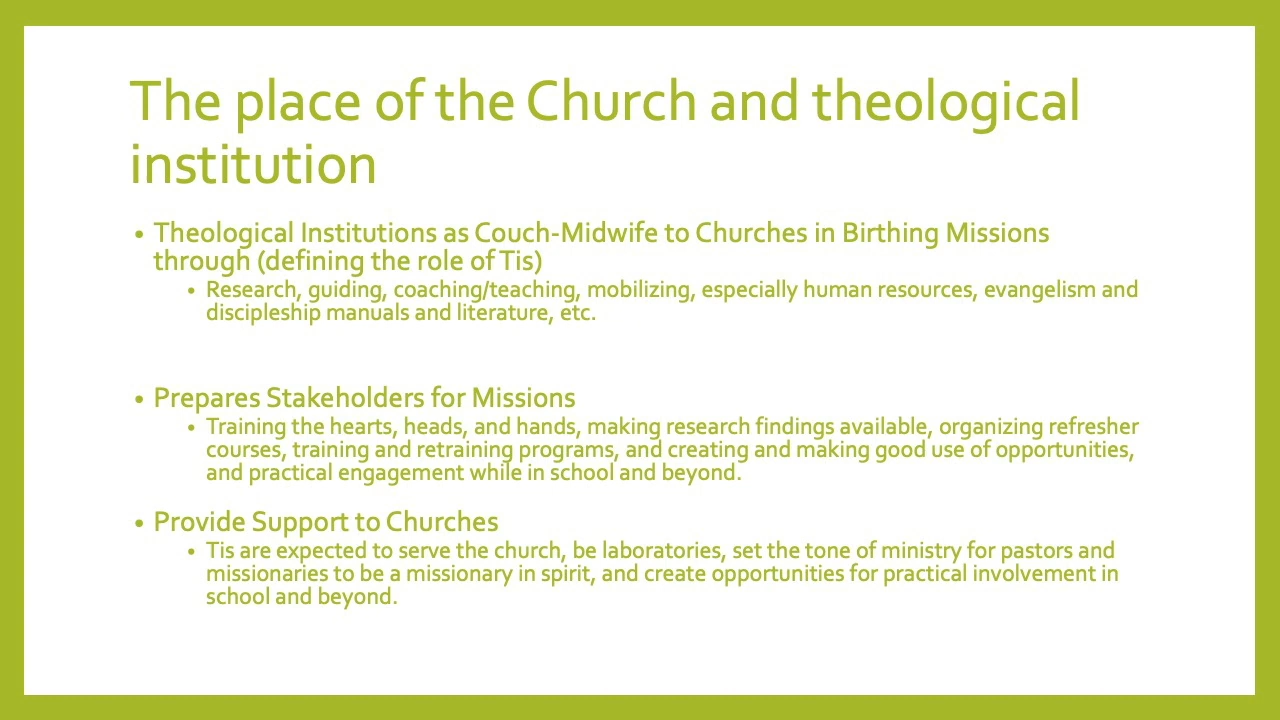 The place of the Church and theological
institution
• Theological Institutions as Couch-Midwife to Churches in Birthing Missions
through (defining the role of Tis)
• Research, guiding, coaching/teaching, mobilizing, especially human resources, evangelism and
discipleship manuals and literature, etc.
• Prepares Stakeholders for Missions
• Training the hearts, heads, and hands, making research findings available, organizing refresher
courses, training and retraining programs, and creating and making good use of opportunities,
and practical engagement while in school and beyond.
• Provide Support to Churches
• Tis are expected to serve the church, be laboratories, set the tone of ministry for pastors and
missionaries to be a missionary in spirit, and create opportunities for practical involvement in
school and beyond.